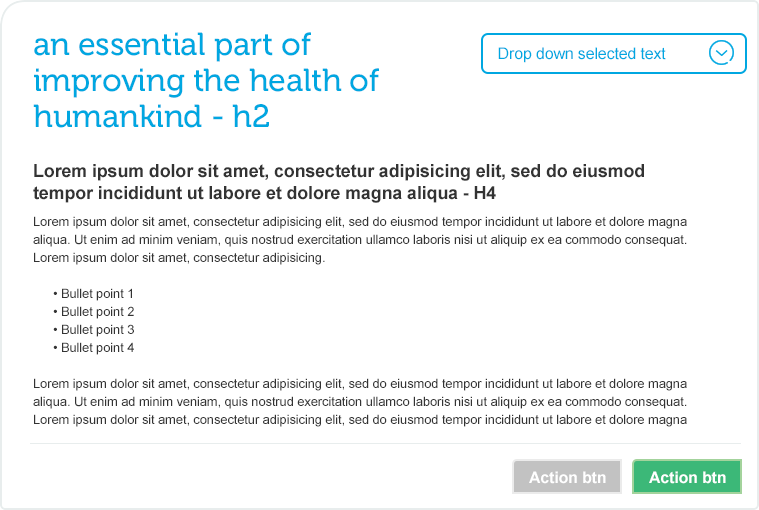 an essential part of
improving the health of
humankind - h2
Drop down selected text
Lorem ipsum dolor sit amet, consectetur adipisicing elit, sed do eiusmod
tempor incididunt ut labore et dolore magna aliqua - H4
Lorem ipsum dolor sit amet, consectetur adipisicing elit, sed do eiusmod tempor incididunt ut labore et dolore magna
aliqua. Ut enim ad minim veniam, quis nostrud exercitation ullamco laboris nisi ut aliquip ex ea commodo consequat.
Lorem ipsum dolor sit amet, consectetur adipisicing.
• Bullet point 1
• Bullet point 2
• Bullet point 3
• Bullet point 4
Lorem ipsum dolor sit amet, consectetur adipisicing elit, sed do eiusmod tempor incididunt ut labore et dolore magna
aliqua. Ut enim ad minim veniam, quis nostrud exercitation ullamco laboris nisi ut aliquip ex ea commodo consequat.
Lorem ipsum dolor sit amet, consectetur adipisicing elit, sed do eiusmod tempor incididunt ut labore et dolore magna
Action btn
Action btn